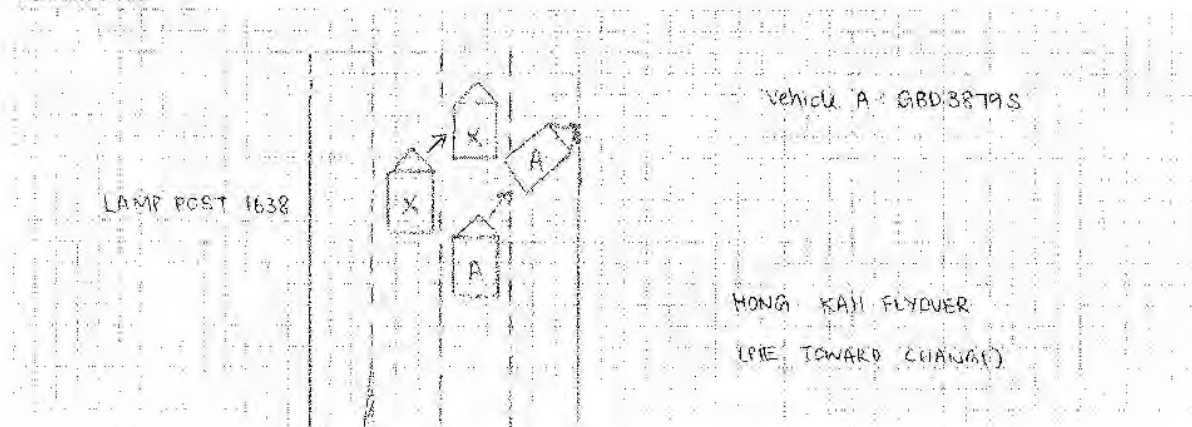 Vehicle A : GBD3879S
X
A
X
LAMP POST 1638
A
HONG KAH FLYOVER
(PIE TOWARD CHANGI)